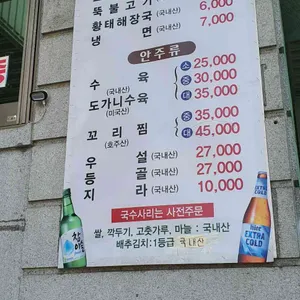 뚝불고기 6,000
황태해장국 (국내산) 7,000
냉면
안주류
수육 (국내산) 소 25,000
중 30,000
도가니수육 (미국산) 대 35,000
꼬리찜 (호주산) 중 35,000
대 45,000
우설 (국내산) 27,000
등골 (국내산) 27,000
지라 (국내산) 10,000
국수사리는 사전주문
쌀, 깍두기, 고춧가루, 마늘 : 국내산
배추김치:1등급 국내산
참
EXTRA
COLD